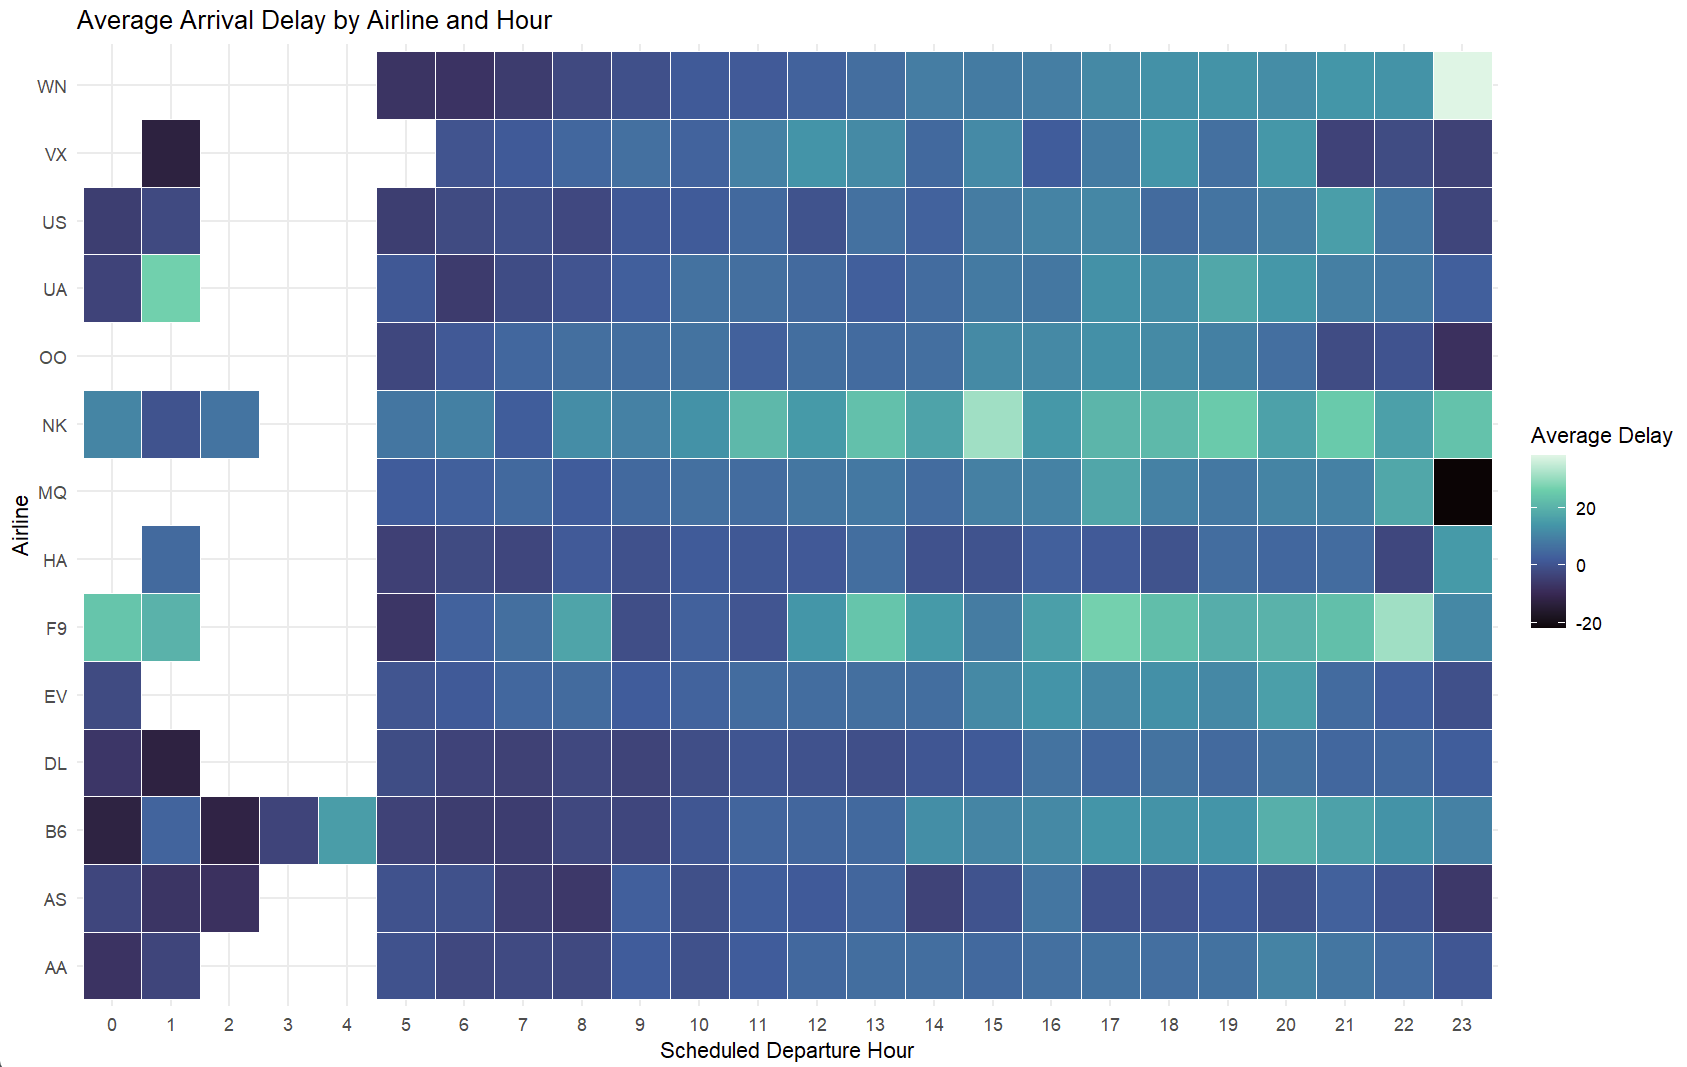 Average Arrival Delay by Airline and Hour
WN
VX
US
UA
OO
NK
MQ
HA
F9
EV
DL
B6
AS
AA
Airline
0 1 2 3 4 5 6 7 8 9 10 11 12 13 14 15 16 17 18 19 20 21 22 23
Scheduled Departure Hour
Average Delay
20
0
-20